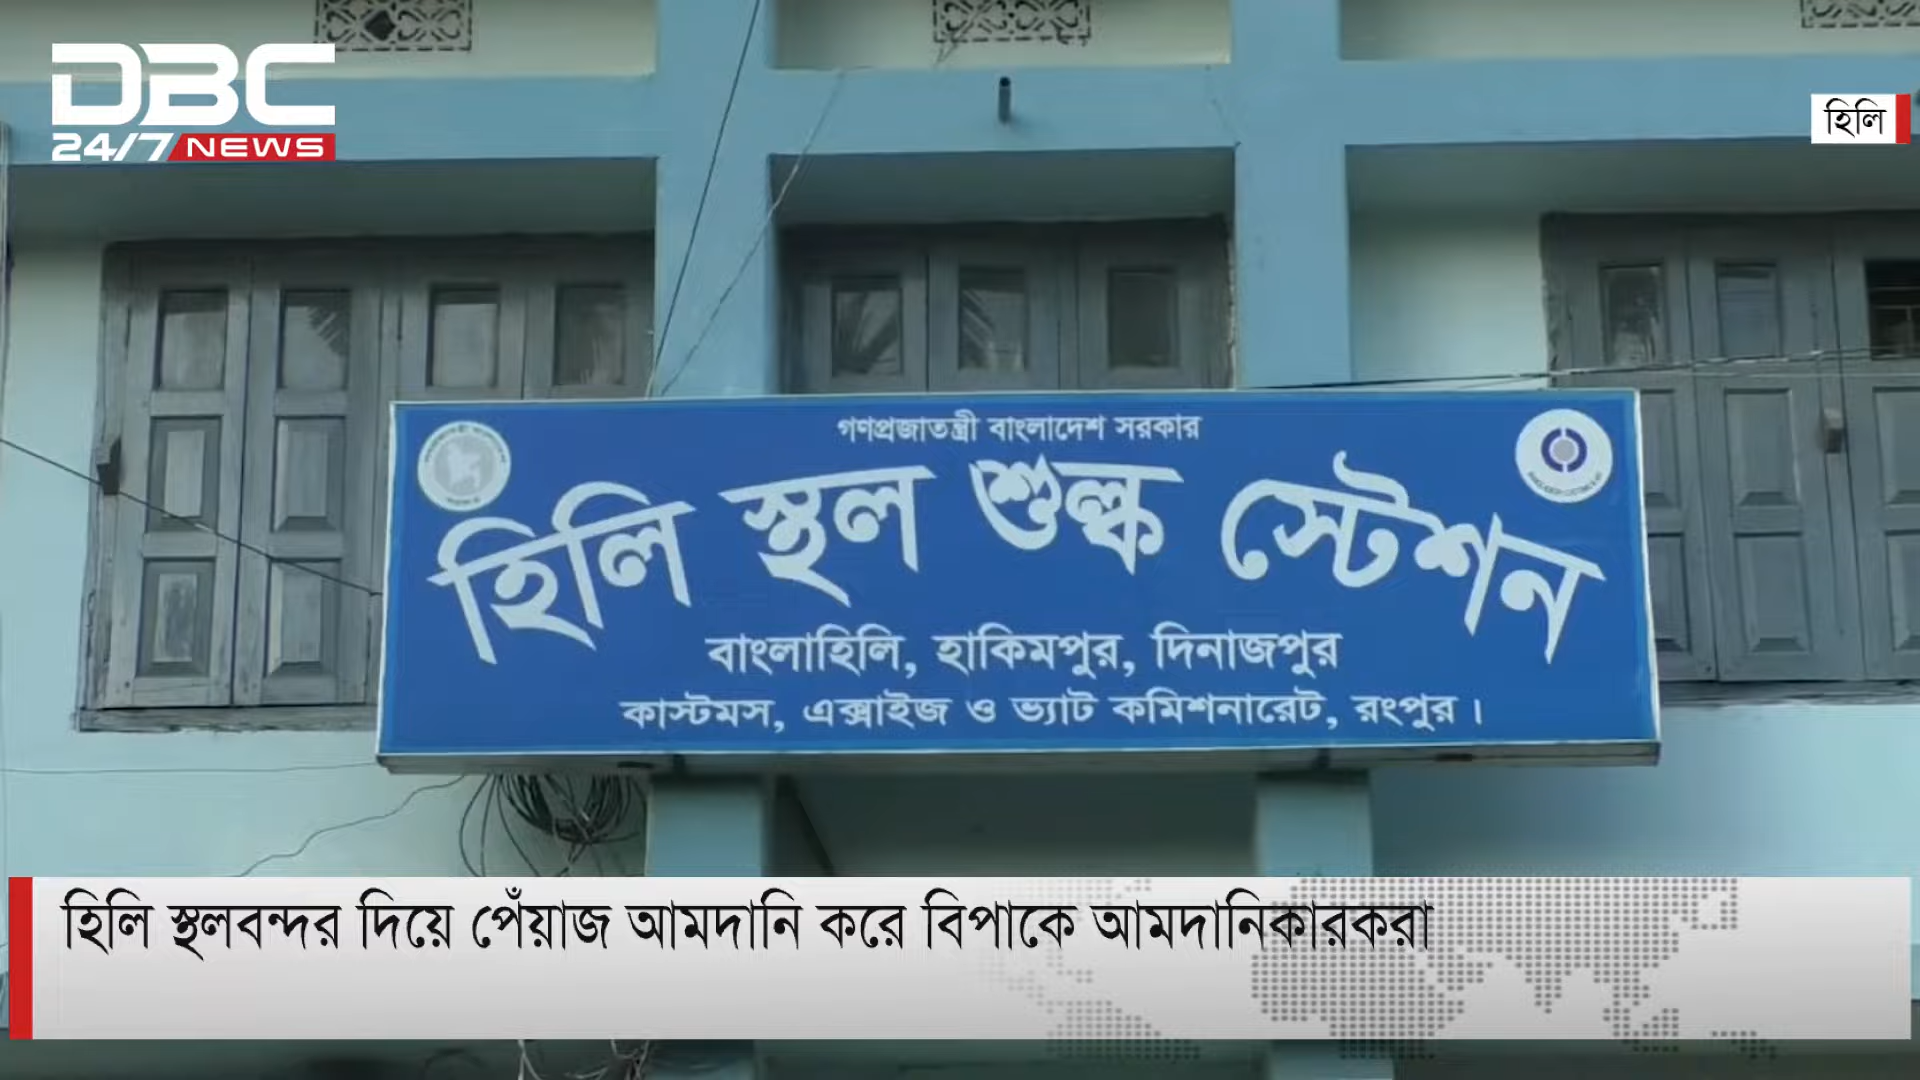 DBC
24/7 NEWS
হিলি
গণপ্রজাতন্ত্রী বাংলাদেশ সরকার
হিলি স্থল শুল্ক স্টেশন
বাংলাহিলি, হাকিমপুর, দিনাজপুর
কাস্টমস, এক্সাইজ ও ভ্যাট কমিশনারেট, রংপুর।
হিলি স্থলবন্দর দিয়ে পেঁয়াজ আমদানি করে বিপাকে আমদানিকারকরা